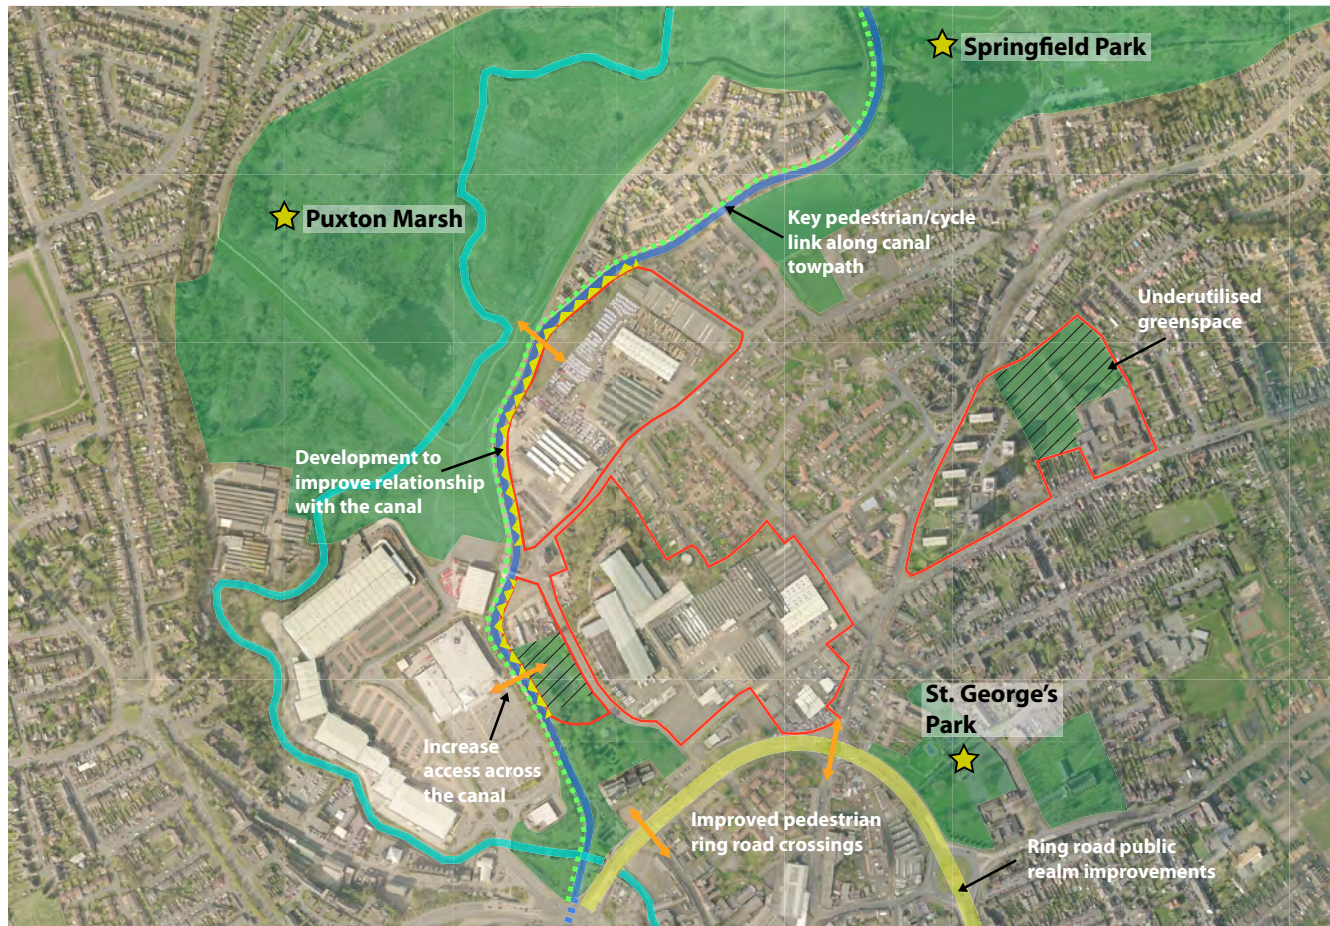 Springfield Park
Puxton Marsh
Key pedestrian/cycle
link along canal
towpath
Underutilised
greenspace
Development to
improve relationship
with the canal
St. George's
Park
Increase
access across
the canal
Improved pedestrian
ring road crossings
Ring road public
realm improvements